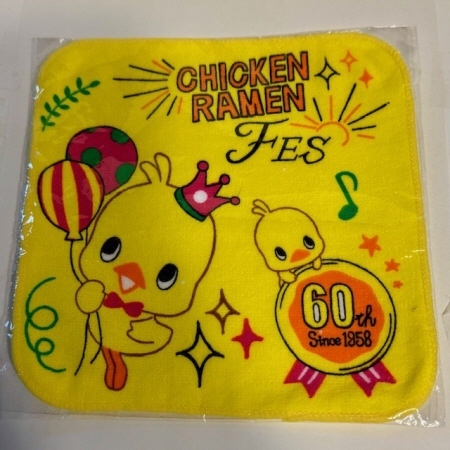 CHICKEN
RAMEN
FES
60th
Since 1958